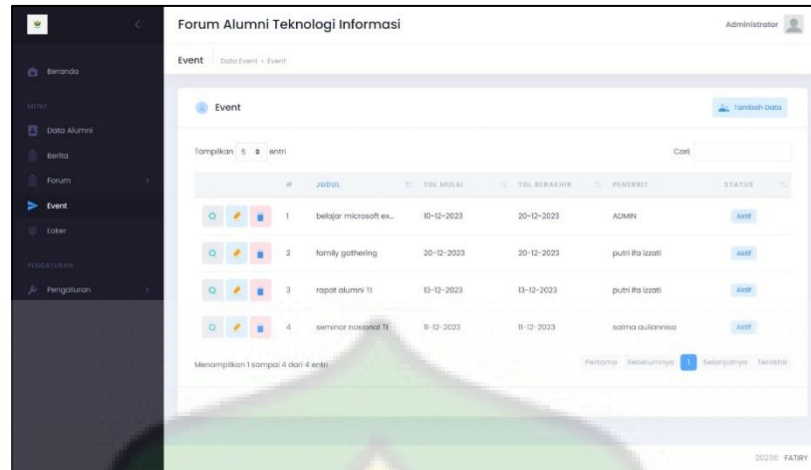 Forum Alumni Teknologi Informasi
Administrator
Event Data Event • Event
Beranda
MENU
Data Alumni
Berita
Forum
Event
Loker
PENGATURAN
Pengaturan
Event
Tambah Data
Tampilkan 5 entri
Cari:
# JUDUL TGL MULAI TGL BERAKHIR PENERBIT STATUS
1 belajar microsoft ex... 10-12-2023 20-12-2023 ADMIN Aktif
2 family gathering 20-12-2023 20-12-2023 putri ifa izzati Aktif
3 rapat alumni TI 13-12-2023 13-12-2023 putri ifa izzati Aktif
4 seminar nasional TI 11-12-2023 11-12-2023 salma auliannisa Aktif
Menampilkan 1 sampai 4 dari 4 entri
Pertama Sebelumnya 1 Selanjutnya Terakhir
2023© FATIRY